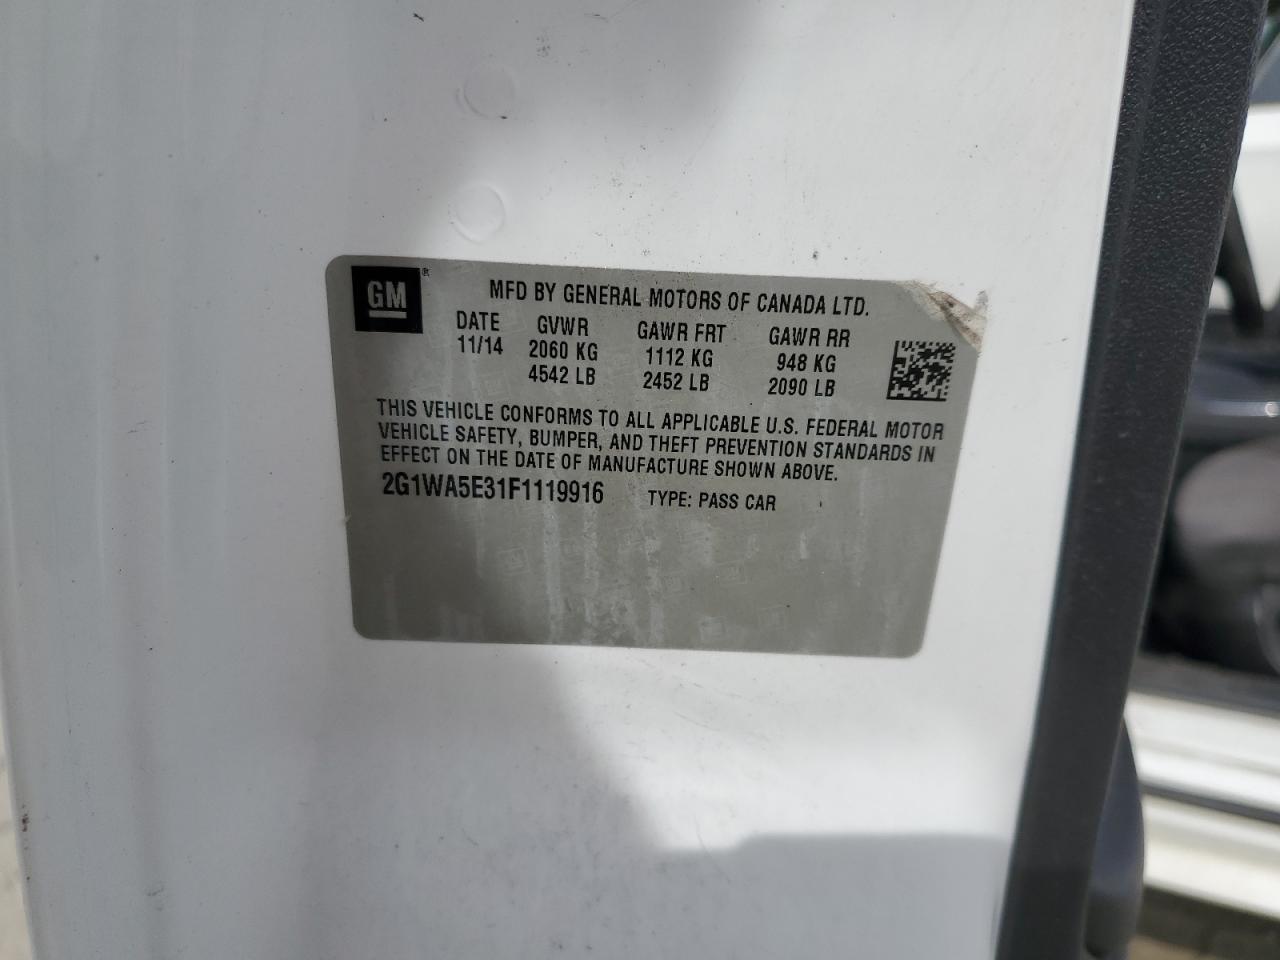 GM ®
MFD BY GENERAL MOTORS OF CANADA LTD.
DATE GVWR GAWR FRT GAWR RR
11/14 2060 KG 1112 KG 948 KG
4542 LB 2452 LB 2090 LB
THIS VEHICLE CONFORMS TO ALL APPLICABLE U.S. FEDERAL MOTOR
VEHICLE SAFETY, BUMPER, AND THEFT PREVENTION STANDARDS IN
EFFECT ON THE DATE OF MANUFACTURE SHOWN ABOVE.
2G1WA5E31F1119916 TYPE: PASS CAR